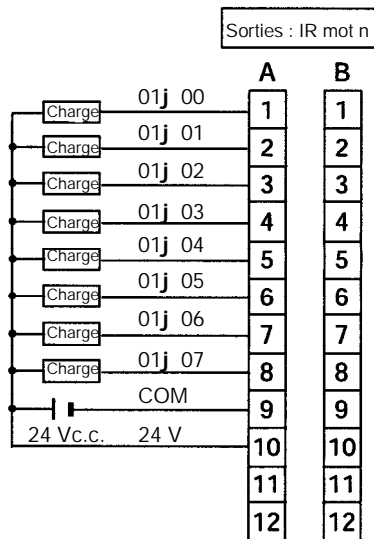 Sorties : IR mot n
A B
Charge 01j 00 1 1
Charge 01j 01 2 2
Charge 01j 02 3 3
Charge 01j 03 4 4
Charge 01j 04 5 5
Charge 01j 05 6 6
Charge 01j 06 7 7
Charge 01j 07 8 8
COM 9 9
24 Vc.c. 24 V 10 10
11 11
12 12